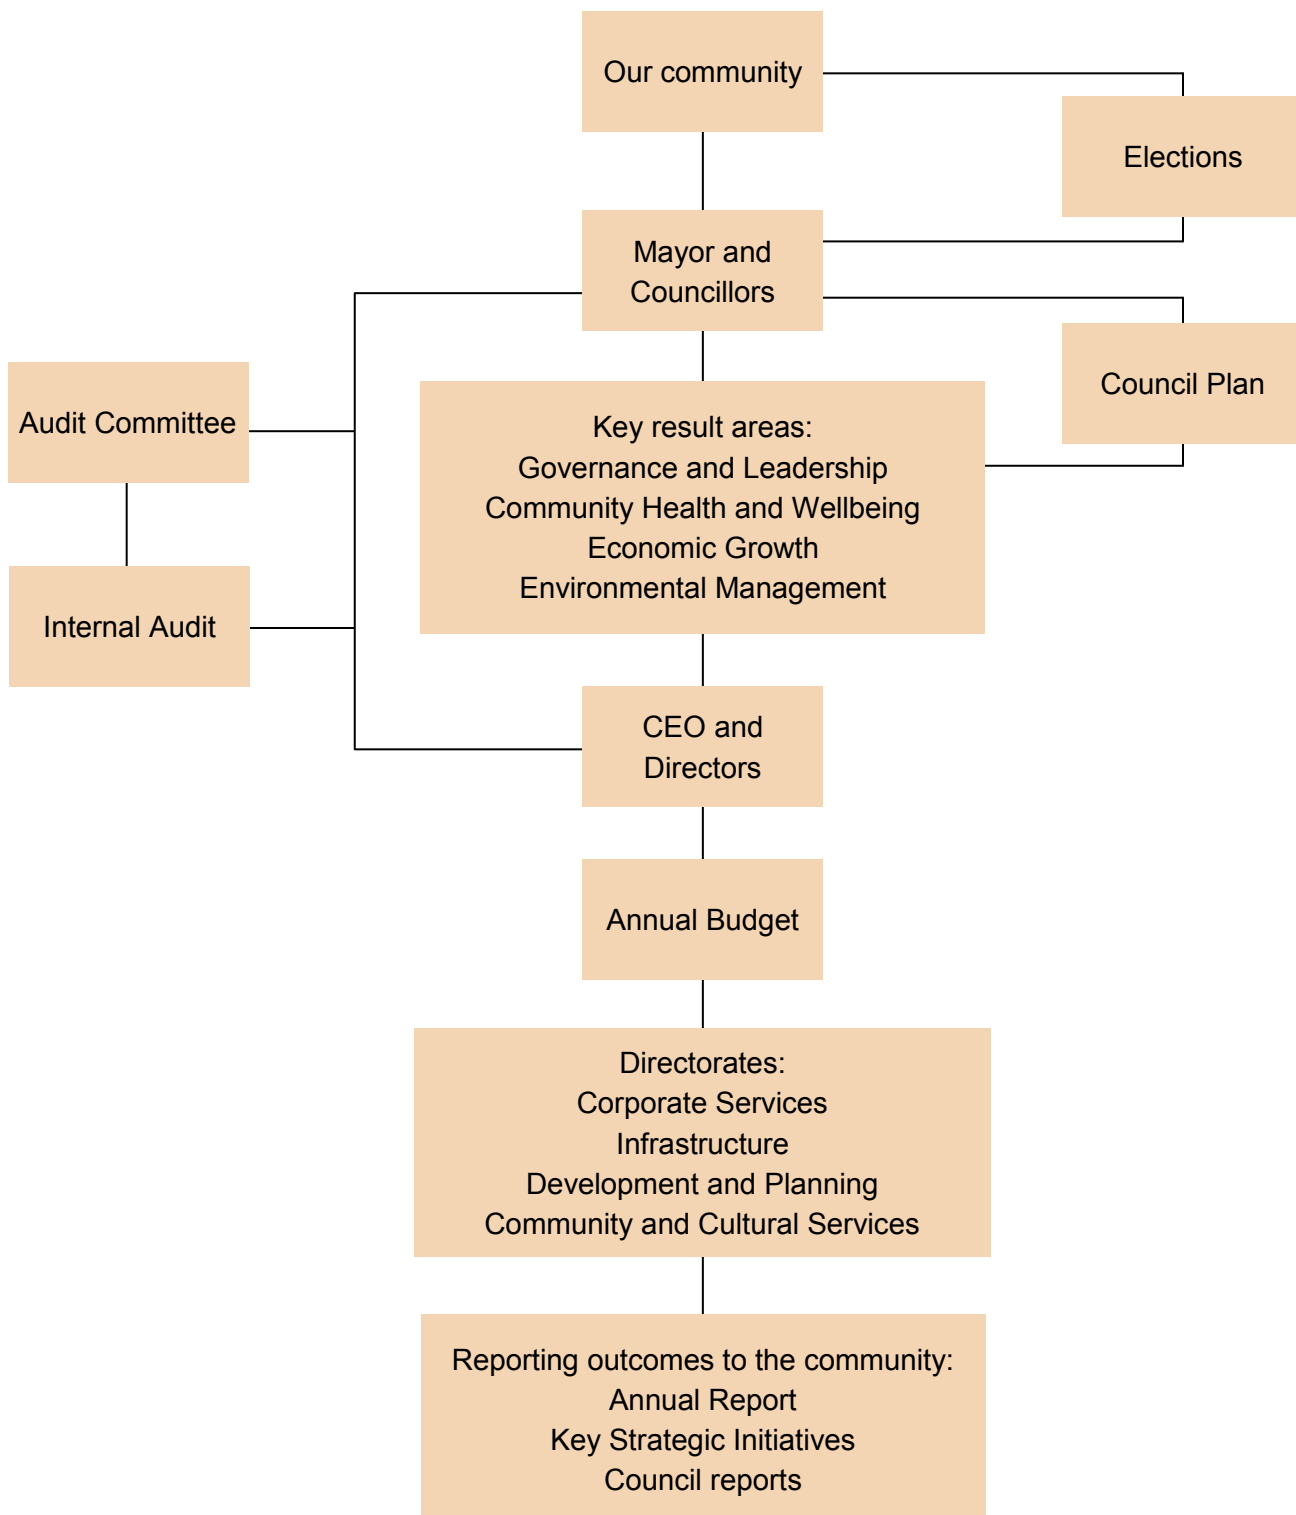 Our community
Elections
Mayor and
Councillors
Council Plan
Audit Committee
Key result areas:
Governance and Leadership
Community Health and Wellbeing
Economic Growth
Environmental Management
Internal Audit
CEO and
Directors
Annual Budget
Directorates:
Corporate Services
Infrastructure
Development and Planning
Community and Cultural Services
Reporting outcomes to the community:
Annual Report
Key Strategic Initiatives
Council reports